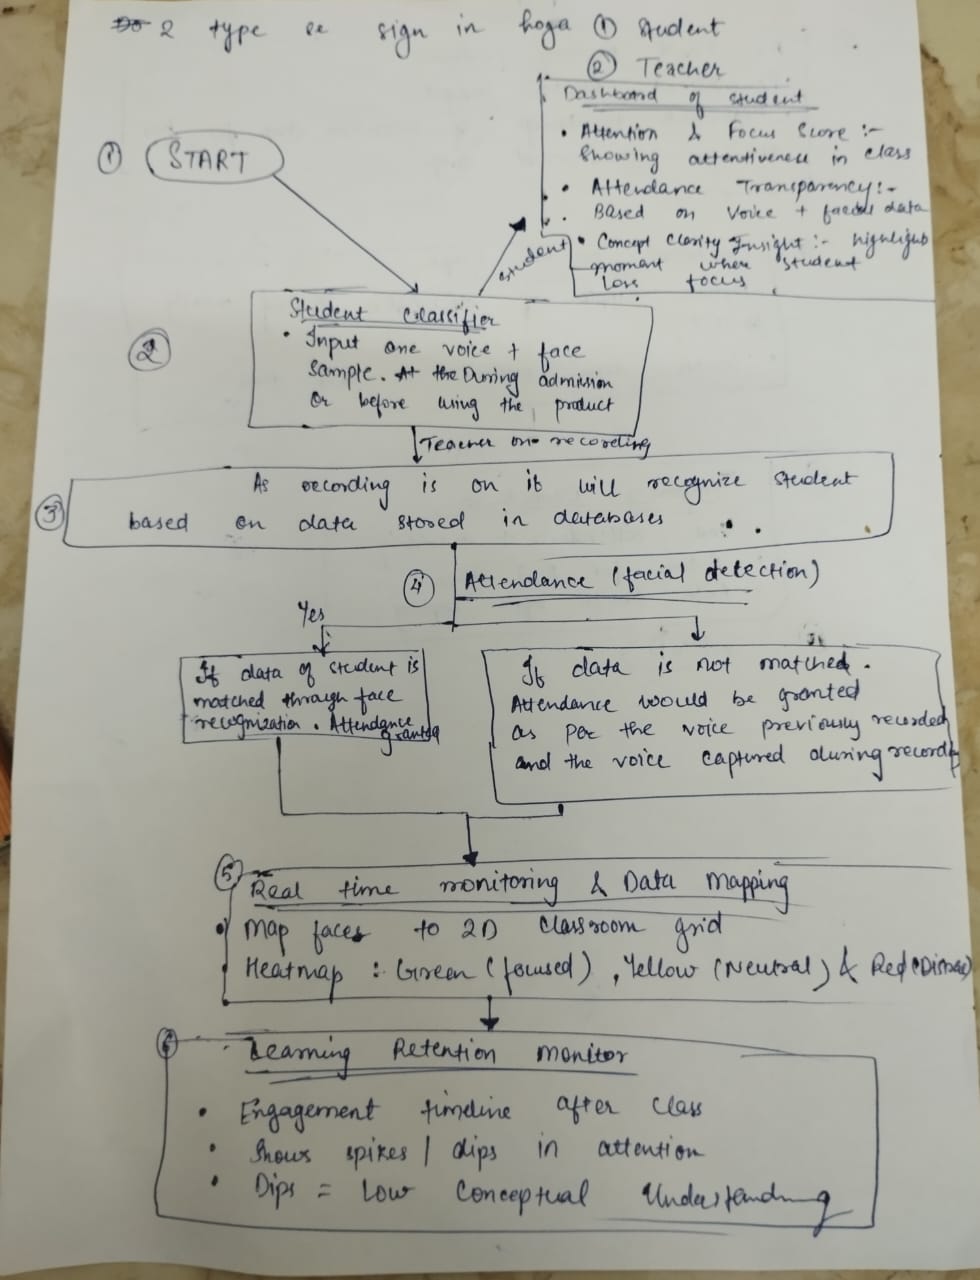 2 type se sign in hoga ① Student
② Teacher
Dashboard of student
• Attention & Focus Score :-
Showing attentiveness in class
• Attendance Transparency :-
Based on Voice + facial data
• Concept Clarity Insight :- highlight
moment where student
loss focus
① START
student
② Student Classifier
• Input one voice + face
Sample. At the During admission
Or before using the product
Teacher on recording
③ As recording is on it will recognize student
based on data stored in databases
④ Attendance (facial detection)
Yes
If data of student is
matched through face
recognization. Attendance
granted
If data is not matched.
Attendance would be granted
as per the voice previously recorded
and the voice captured during recording
⑤ Real time monitoring & Data Mapping
• Map faces to 2D classroom grid
Heatmap : Green (focused), Yellow (Neutral) & Red
⑥ Learning Retention monitor
• Engagement timeline after class
• Shows spikes / dips in attention
• Dips = Low Conceptual Understanding